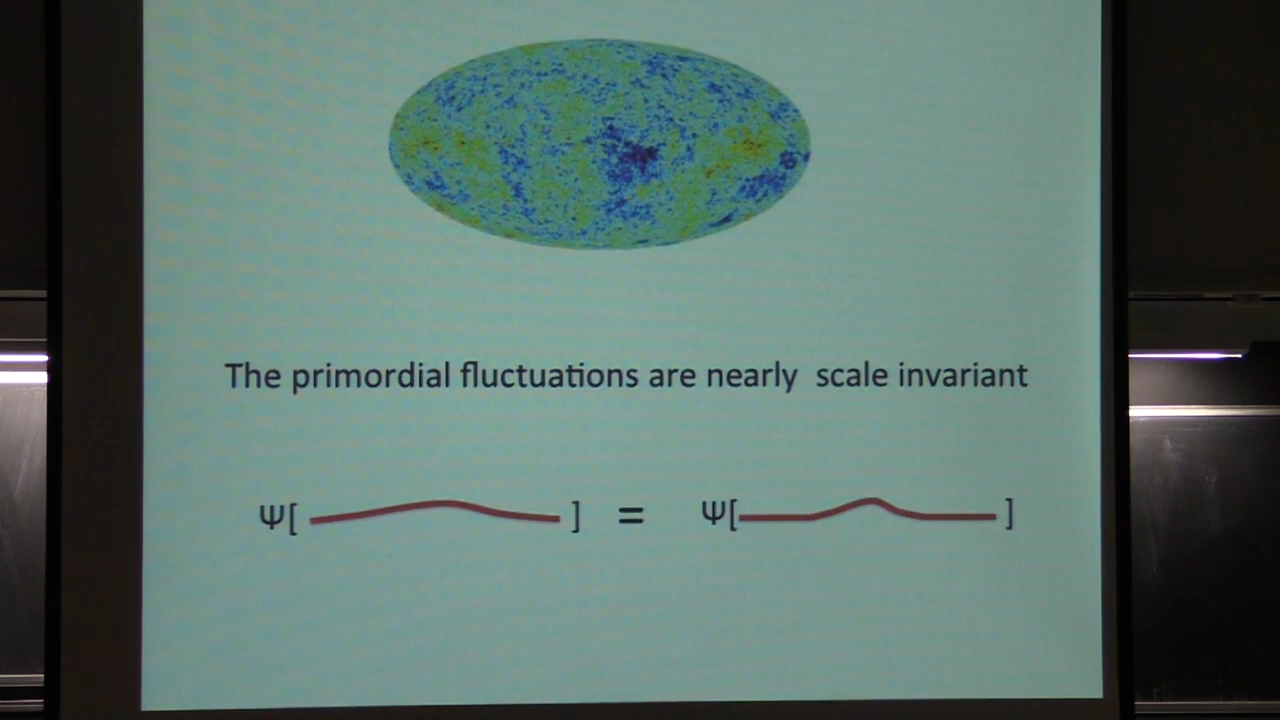 The primordial fluctuations are nearly scale invariant
Ψ[ ] = Ψ[ ]